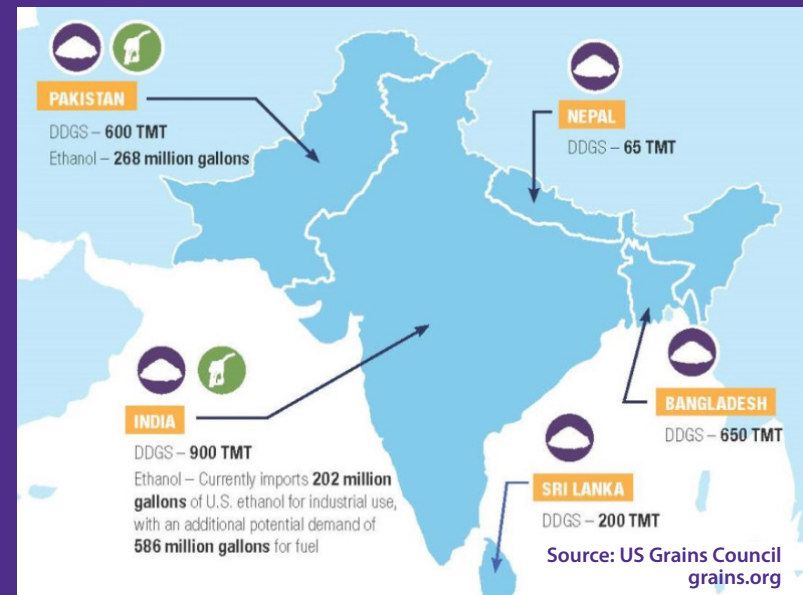 PAKISTAN
DDGS – 600 TMT
Ethanol – 268 million gallons
NEPAL
DDGS – 65 TMT
INDIA
DDGS – 900 TMT
Ethanol – Currently imports 202 million
gallons of U.S. ethanol for industrial use,
with an additional potential demand of
586 million gallons for fuel
BANGLADESH
DDGS – 650 TMT
SRI LANKA
DDGS – 200 TMT
Source: US Grains Council
grains.org